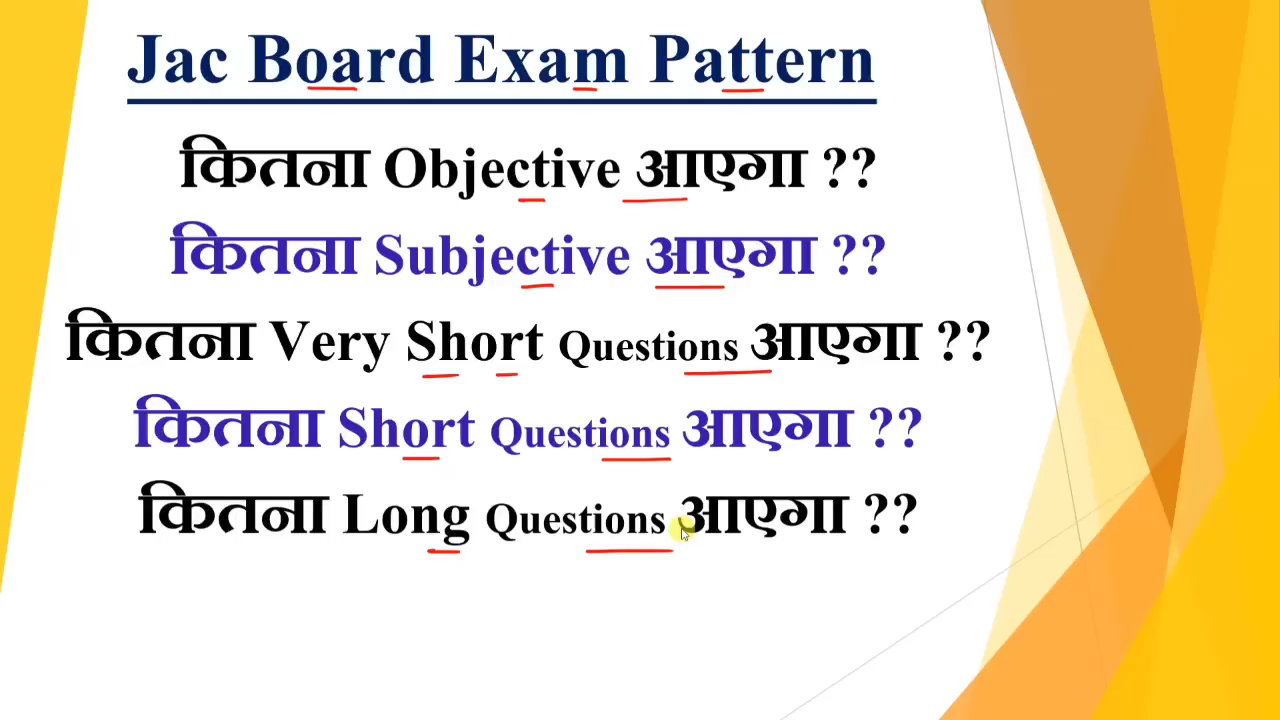 Jac Board Exam Pattern
कितना Objective आएगा ??
कितना Subjective आएगा ??
कितना Very Short Questions आएगा ??
कितना Short Questions आएगा ??
कितना Long Questions आएगा ??